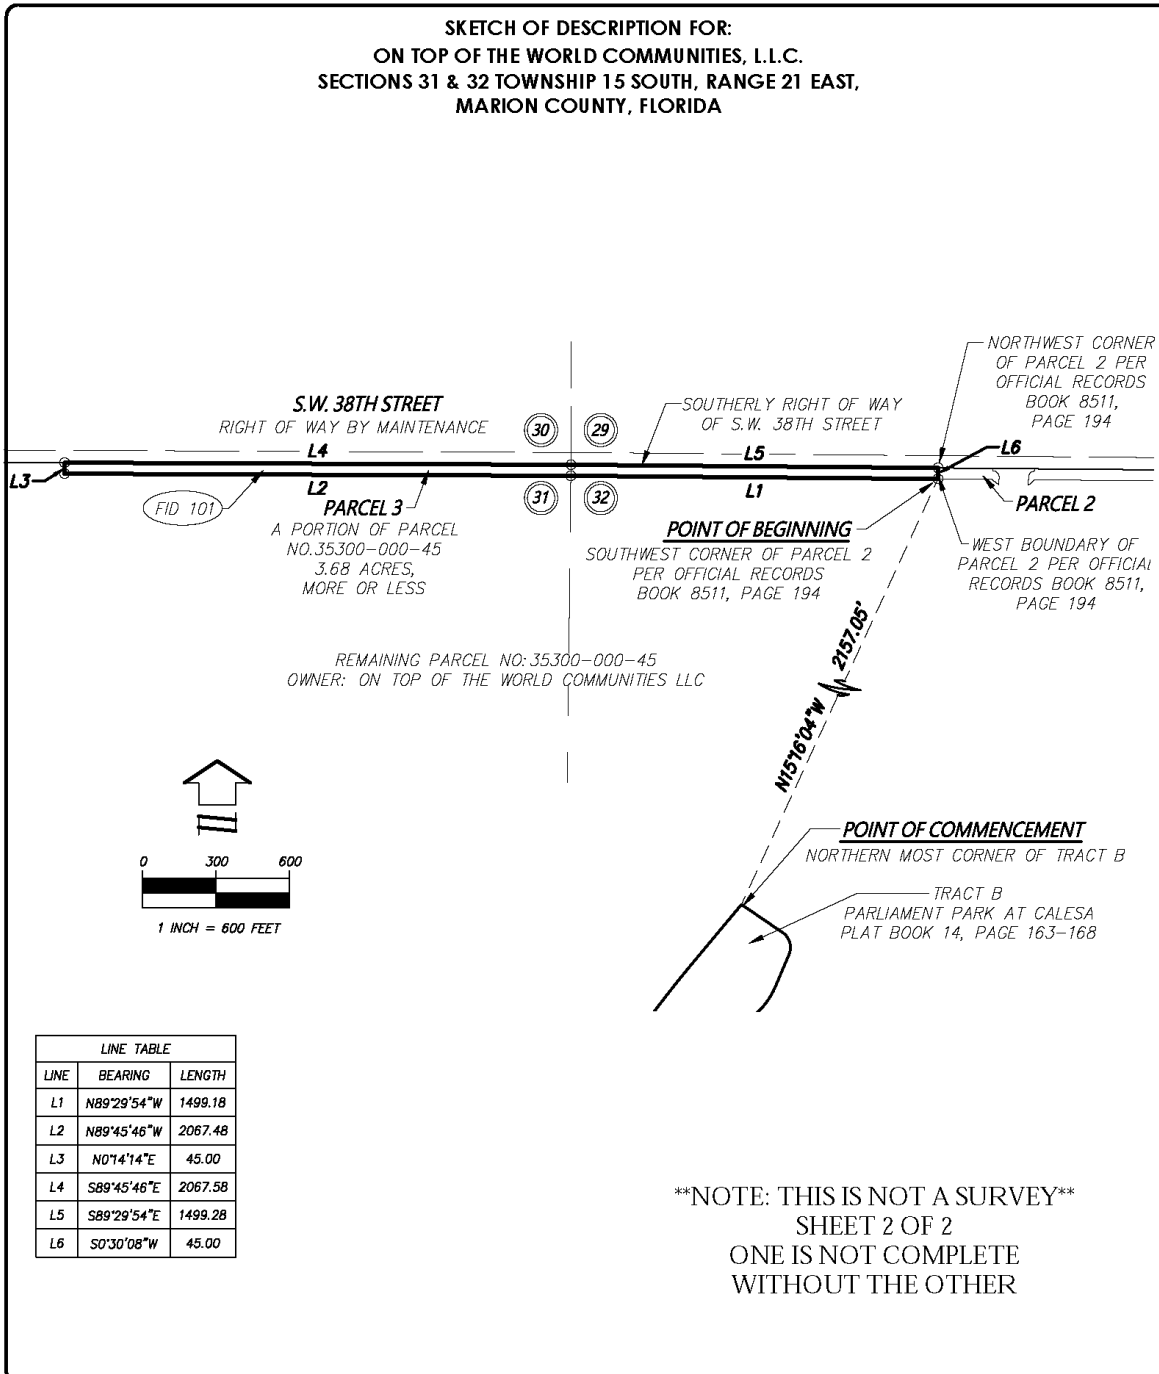 SKETCH OF DESCRIPTION FOR:
ON TOP OF THE WORLD COMMUNITIES, L.L.C.
SECTIONS 31 & 32 TOWNSHIP 15 SOUTH, RANGE 21 EAST,
MARION COUNTY, FLORIDA
NORTHWEST CORNER
OF PARCEL 2 PER
OFFICIAL RECORDS
BOOK 8511,
PAGE 194
S.W. 38TH STREET
RIGHT OF WAY BY MAINTENANCE
30
29
SOUTHERLY RIGHT OF WAY
OF S.W. 38TH STREET
L4
L5
L6
L3
L2
L1
31
32
FID 101
PARCEL 3
A PORTION OF PARCEL
NO.35300-000-45
3.68 ACRES,
MORE OR LESS
PARCEL 2
POINT OF BEGINNING
SOUTHWEST CORNER OF PARCEL 2
PER OFFICIAL RECORDS
BOOK 8511, PAGE 194
WEST BOUNDARY OF
PARCEL 2 PER OFFICIAL
RECORDS BOOK 8511,
PAGE 194
REMAINING PARCEL NO:35300-000-45
OWNER: ON TOP OF THE WORLD COMMUNITIES LLC
N15°16'04"W 2157.05'
0 300 600
1 INCH = 600 FEET
POINT OF COMMENCEMENT
NORTHERN MOST CORNER OF TRACT B
TRACT B
PARLIAMENT PARK AT CALESA
PLAT BOOK 14, PAGE 163-168
LINE TABLE
LINE BEARING LENGTH
L1 N89°29'54"W 1499.18
L2 N89°45'46"W 2067.48
L3 N0°14'14"E 45.00
L4 S89°45'46"E 2067.58
L5 S89°29'54"E 1499.28
L6 S0°30'08"W 45.00
**NOTE: THIS IS NOT A SURVEY**
SHEET 2 OF 2
ONE IS NOT COMPLETE
WITHOUT THE OTHER